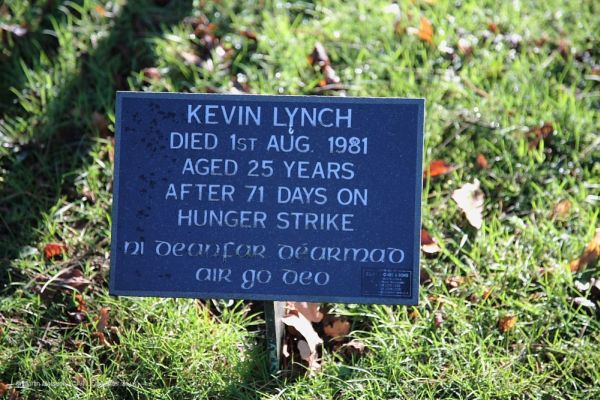 KEVIN LYNCH
DIED 1ST AUG. 1981
AGED 25 YEARS
AFTER 71 DAYS ON
HUNGER STRIKE
ní deanfar déarmad
air go deo